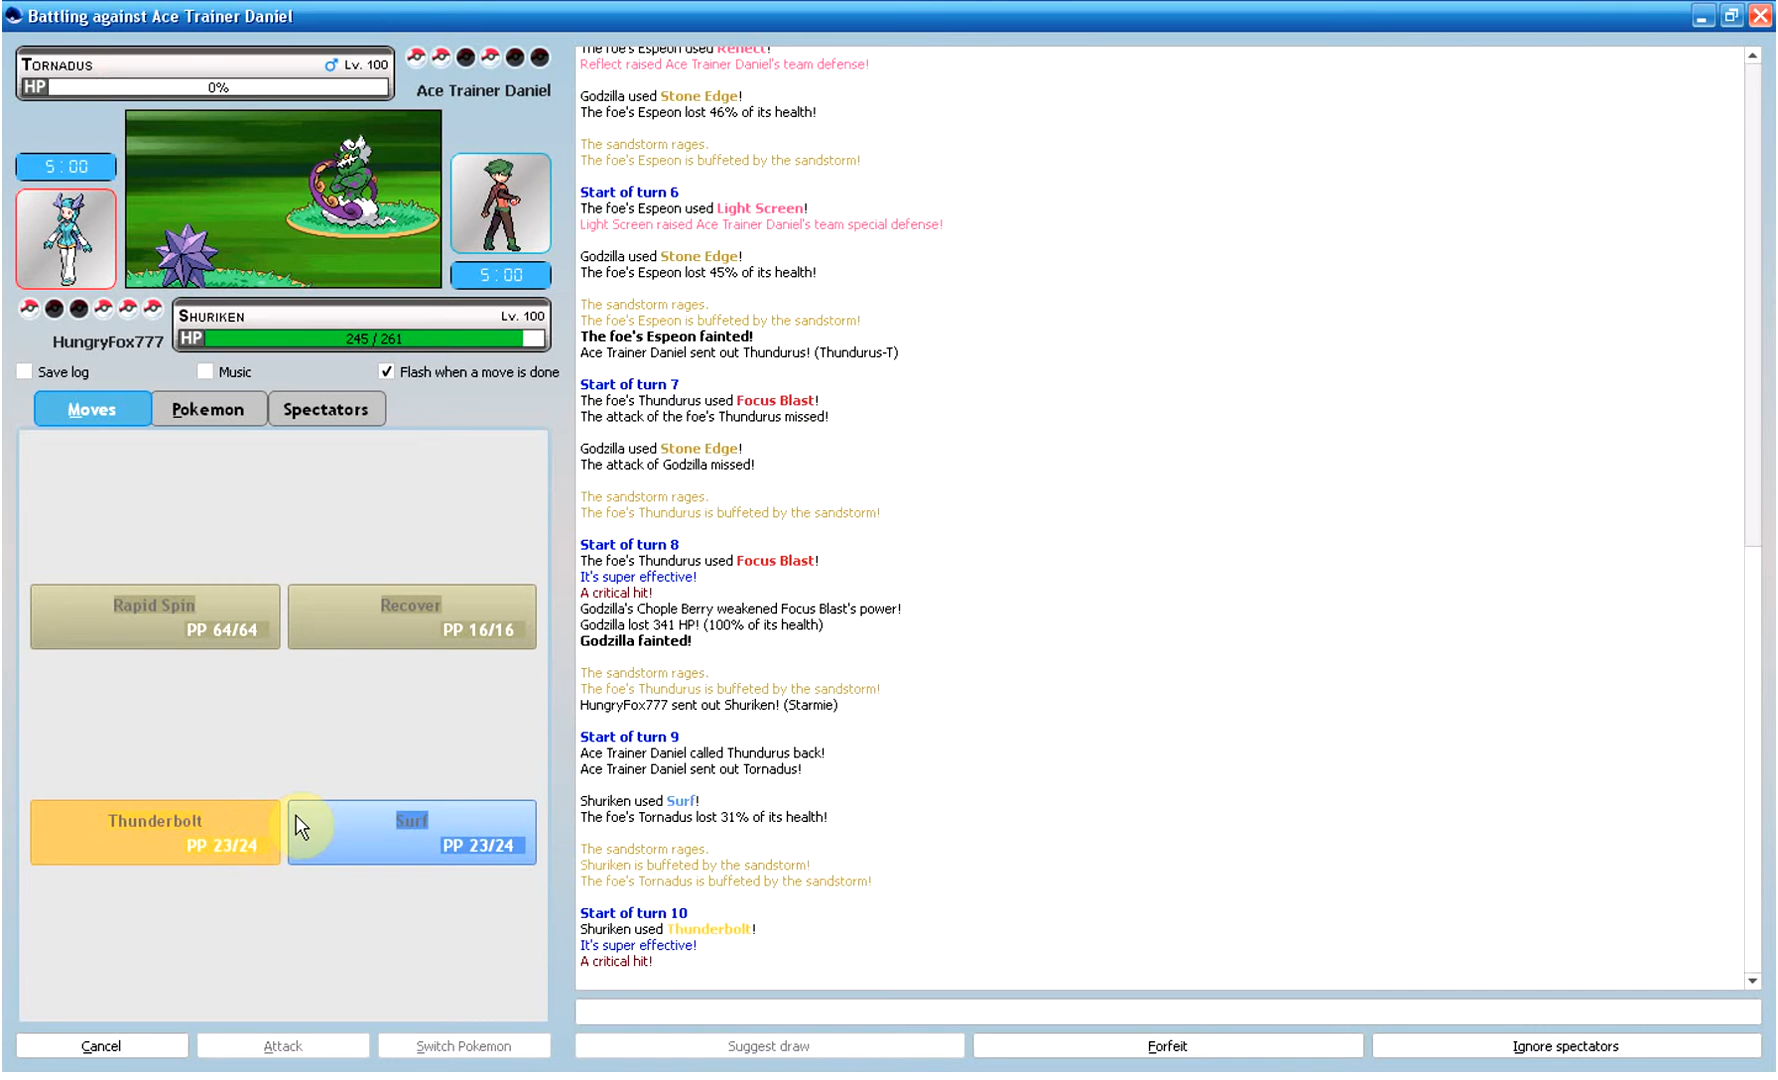 Battling against Ace Trainer Daniel
TORNADUS ♂ Lv. 100
HP 0%
Ace Trainer Daniel
5:00
5:00
HungryFox777
SHURIKEN Lv. 100
HP 245 / 261
Save log
Music
Flash when a move is done
Moves
Pokemon
Spectators
Rapid Spin
PP 64/64
Recover
PP 16/16
Thunderbolt
PP 23/24
Surf
PP 23/24
Cancel
Attack
Switch Pokemon
The foe's Espeon used Reflect!
Reflect raised Ace Trainer Daniel's team defense!
Godzilla used Stone Edge!
The foe's Espeon lost 46% of its health!
The sandstorm rages.
The foe's Espeon is buffeted by the sandstorm!
Start of turn 6
The foe's Espeon used Light Screen!
Light Screen raised Ace Trainer Daniel's team special defense!
Godzilla used Stone Edge!
The foe's Espeon lost 45% of its health!
The sandstorm rages.
The foe's Espeon is buffeted by the sandstorm!
The foe's Espeon fainted!
Ace Trainer Daniel sent out Thundurus! (Thundurus-T)
Start of turn 7
The foe's Thundurus used Focus Blast!
The attack of the foe's Thundurus missed!
Godzilla used Stone Edge!
The attack of Godzilla missed!
The sandstorm rages.
The foe's Thundurus is buffeted by the sandstorm!
Start of turn 8
The foe's Thundurus used Focus Blast!
It's super effective!
A critical hit!
Godzilla's Chople Berry weakened Focus Blast's power!
Godzilla lost 341 HP! (100% of its health)
Godzilla fainted!
The sandstorm rages.
The foe's Thundurus is buffeted by the sandstorm!
HungryFox777 sent out Shuriken! (Starmie)
Start of turn 9
Ace Trainer Daniel called Thundurus back!
Ace Trainer Daniel sent out Tornadus!
Shuriken used Surf!
The foe's Tornadus lost 31% of its health!
The sandstorm rages.
Shuriken is buffeted by the sandstorm!
The foe's Tornadus is buffeted by the sandstorm!
Start of turn 10
Shuriken used Thunderbolt!
It's super effective!
A critical hit!
Suggest draw
Forfeit
Ignore spectators